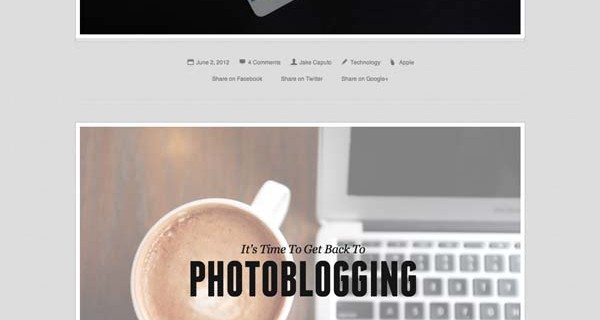 June 2, 2012 4 Comments Jake Caputo Technology Apple
Share on Facebook Share on Twitter Share on Google+
It's Time To Get Back To
PHOTOBLOGGING